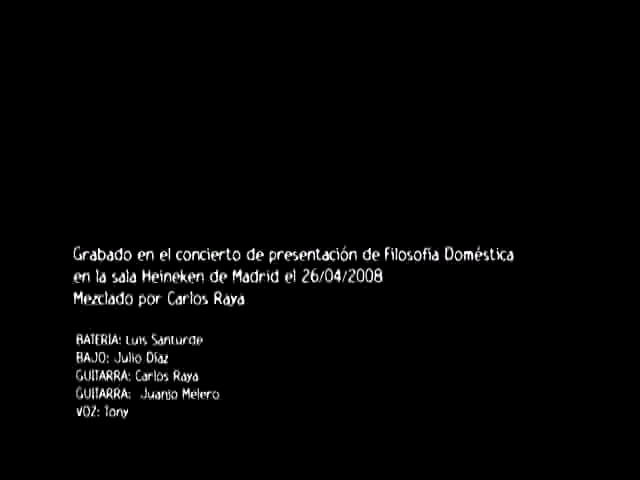 Grabado en el concierto de presentación de Filosofía Doméstica
en la sala Heineken de Madrid el 26/04/2008
Mezclado por Carlos Raya
BATERIA: Luis Santurde
BAJO: Julio Díaz
GUITARRA: Carlos Raya
GUITARRA: Juanjo Melero
VOZ: Tony